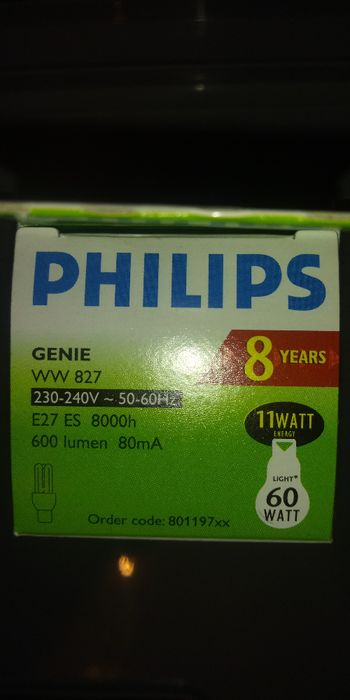 PHILIPS
GENIE
WW 827
230-240V ~ 50-60Hz
E27 ES 8000h
600 lumen 80mA
8 YEARS
11WATT
ENERGY
LIGHT*
60
WATT
Order code: 801197xx